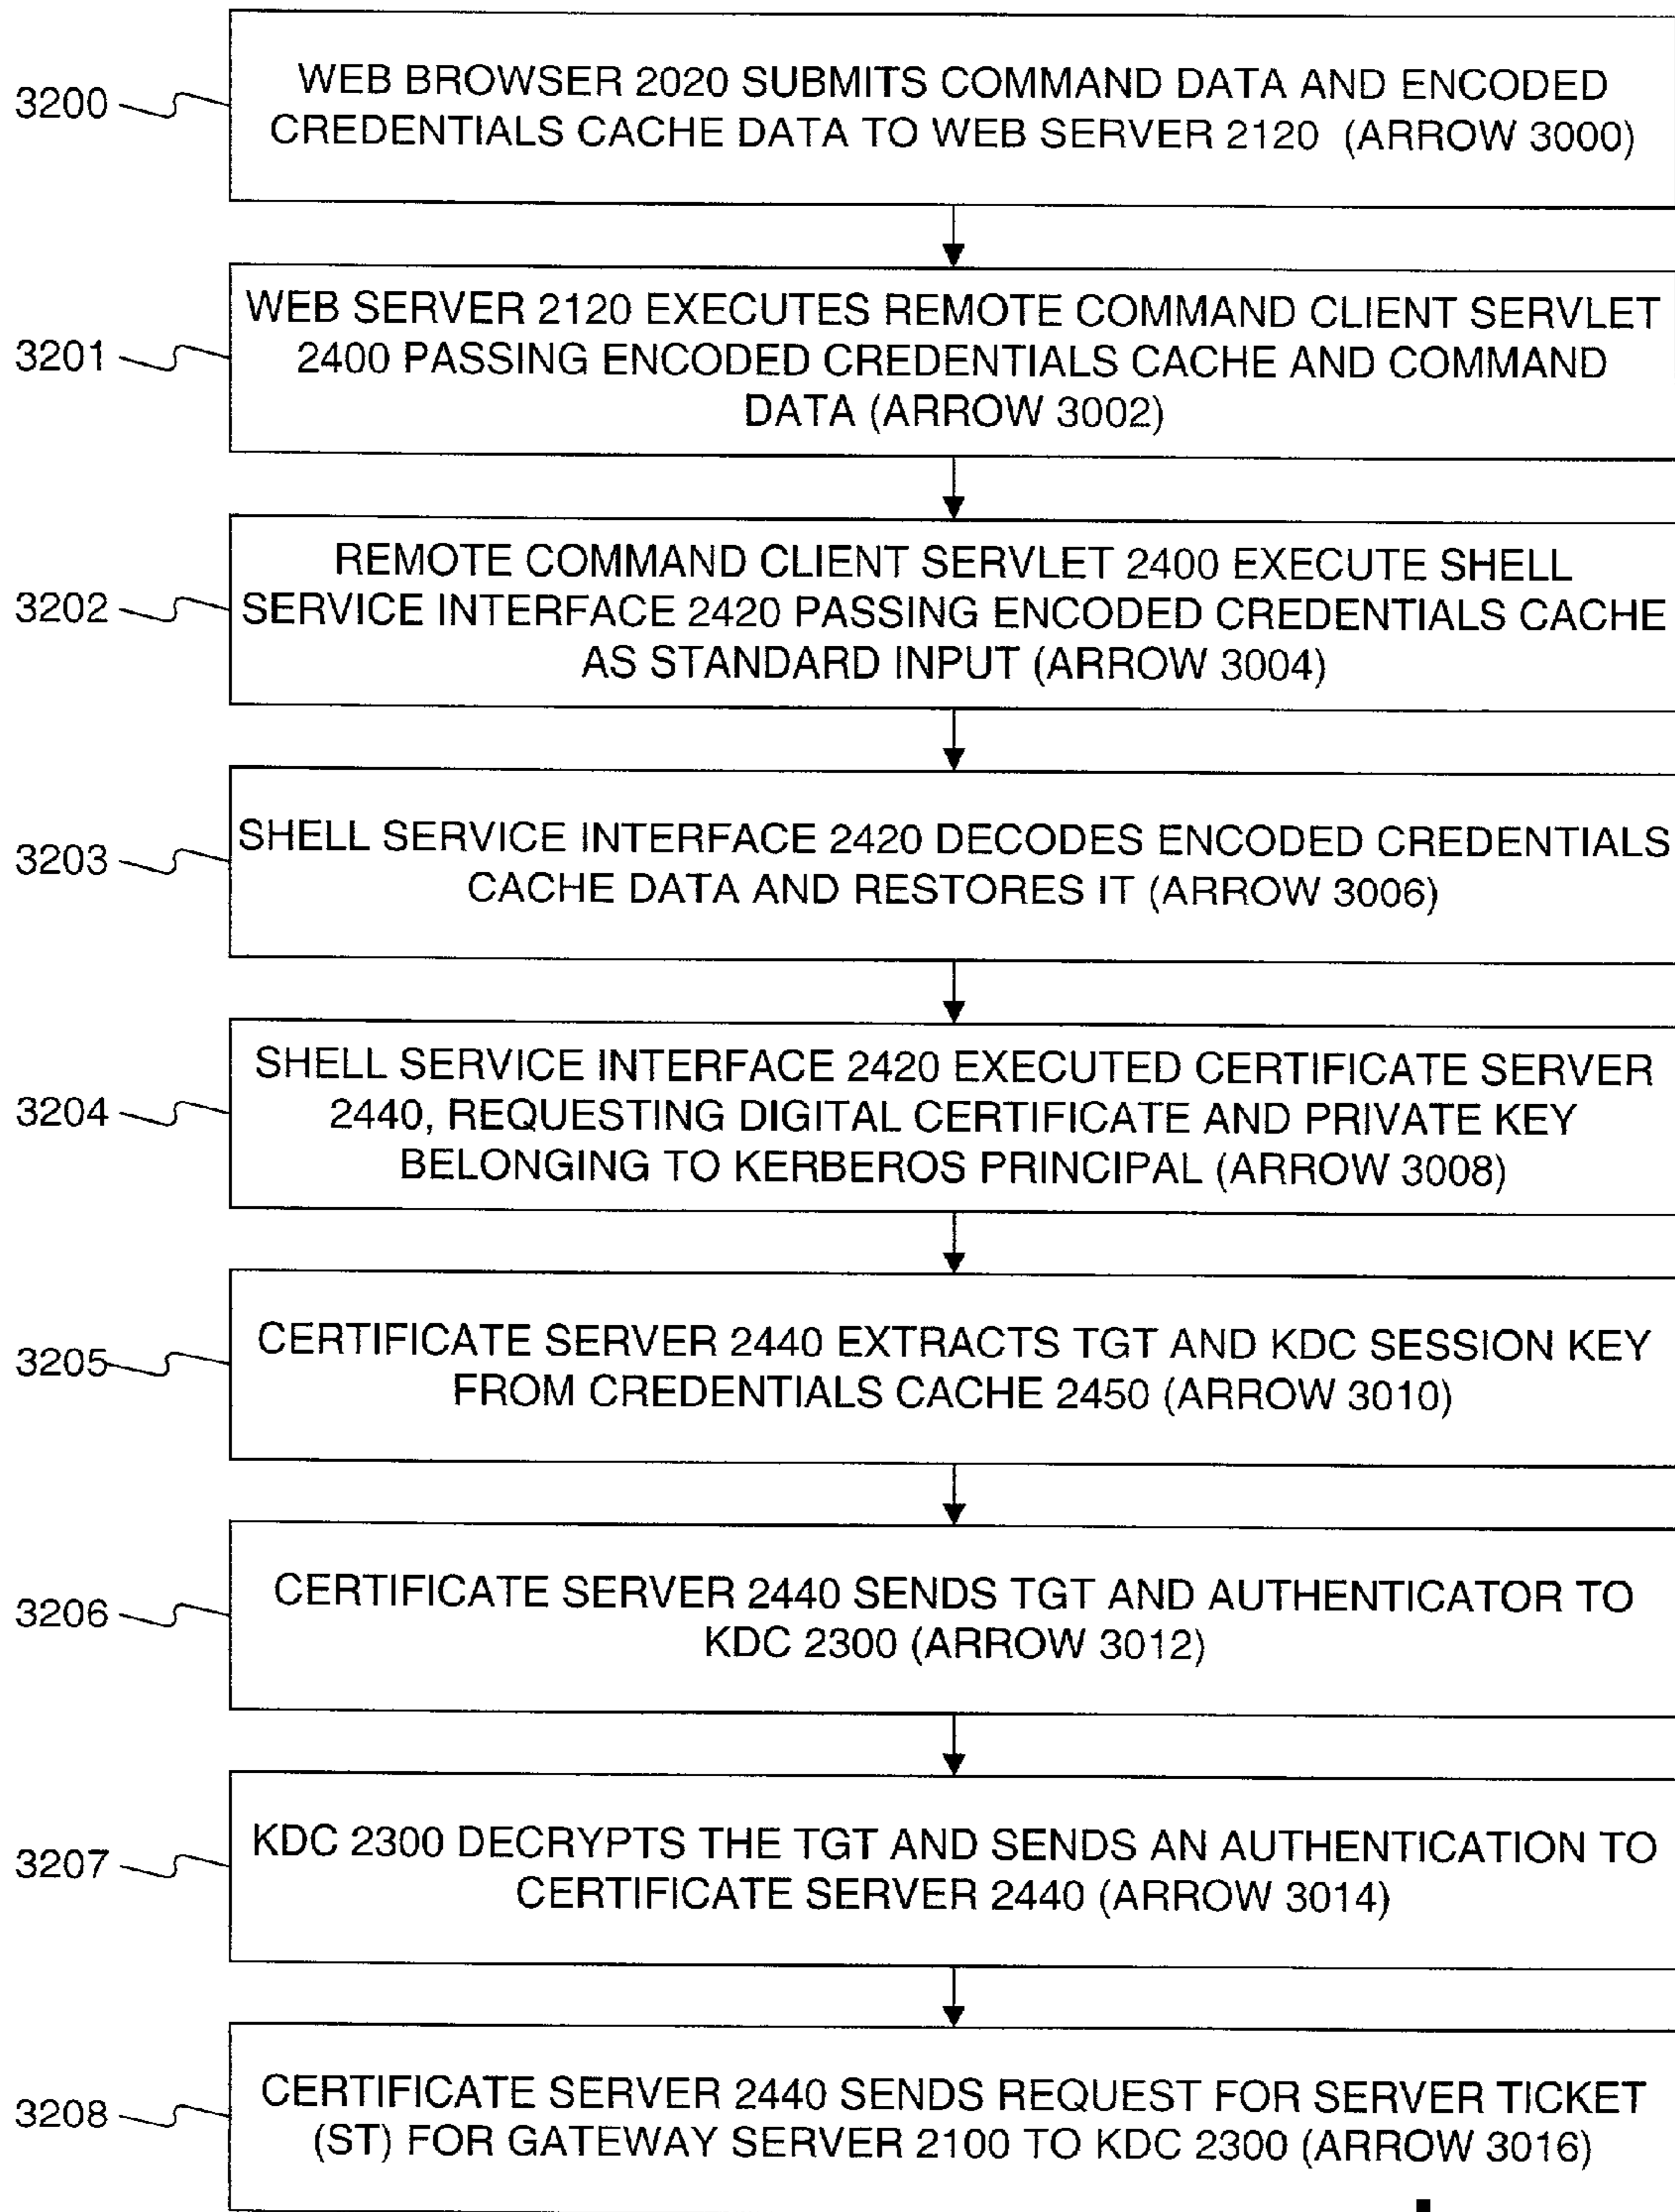 3200
WEB BROWSER 2020 SUBMITS COMMAND DATA AND ENCODED
CREDENTIALS CACHE DATA TO WEB SERVER 2120 (ARROW 3000)
3201
WEB SERVER 2120 EXECUTES REMOTE COMMAND CLIENT SERVLET
2400 PASSING ENCODED CREDENTIALS CACHE AND COMMAND
DATA (ARROW 3002)
3202
REMOTE COMMAND CLIENT SERVLET 2400 EXECUTE SHELL
SERVICE INTERFACE 2420 PASSING ENCODED CREDENTIALS CACHE
AS STANDARD INPUT (ARROW 3004)
3203
SHELL SERVICE INTERFACE 2420 DECODES ENCODED CREDENTIALS
CACHE DATA AND RESTORES IT (ARROW 3006)
3204
SHELL SERVICE INTERFACE 2420 EXECUTED CERTIFICATE SERVER
2440, REQUESTING DIGITAL CERTIFICATE AND PRIVATE KEY
BELONGING TO KERBEROS PRINCIPAL (ARROW 3008)
3205
CERTIFICATE SERVER 2440 EXTRACTS TGT AND KDC SESSION KEY
FROM CREDENTIALS CACHE 2450 (ARROW 3010)
3206
CERTIFICATE SERVER 2440 SENDS TGT AND AUTHENTICATOR TO
KDC 2300 (ARROW 3012)
3207
KDC 2300 DECRYPTS THE TGT AND SENDS AN AUTHENTICATION TO
CERTIFICATE SERVER 2440 (ARROW 3014)
3208
CERTIFICATE SERVER 2440 SENDS REQUEST FOR SERVER TICKET
(ST) FOR GATEWAY SERVER 2100 TO KDC 2300 (ARROW 3016)